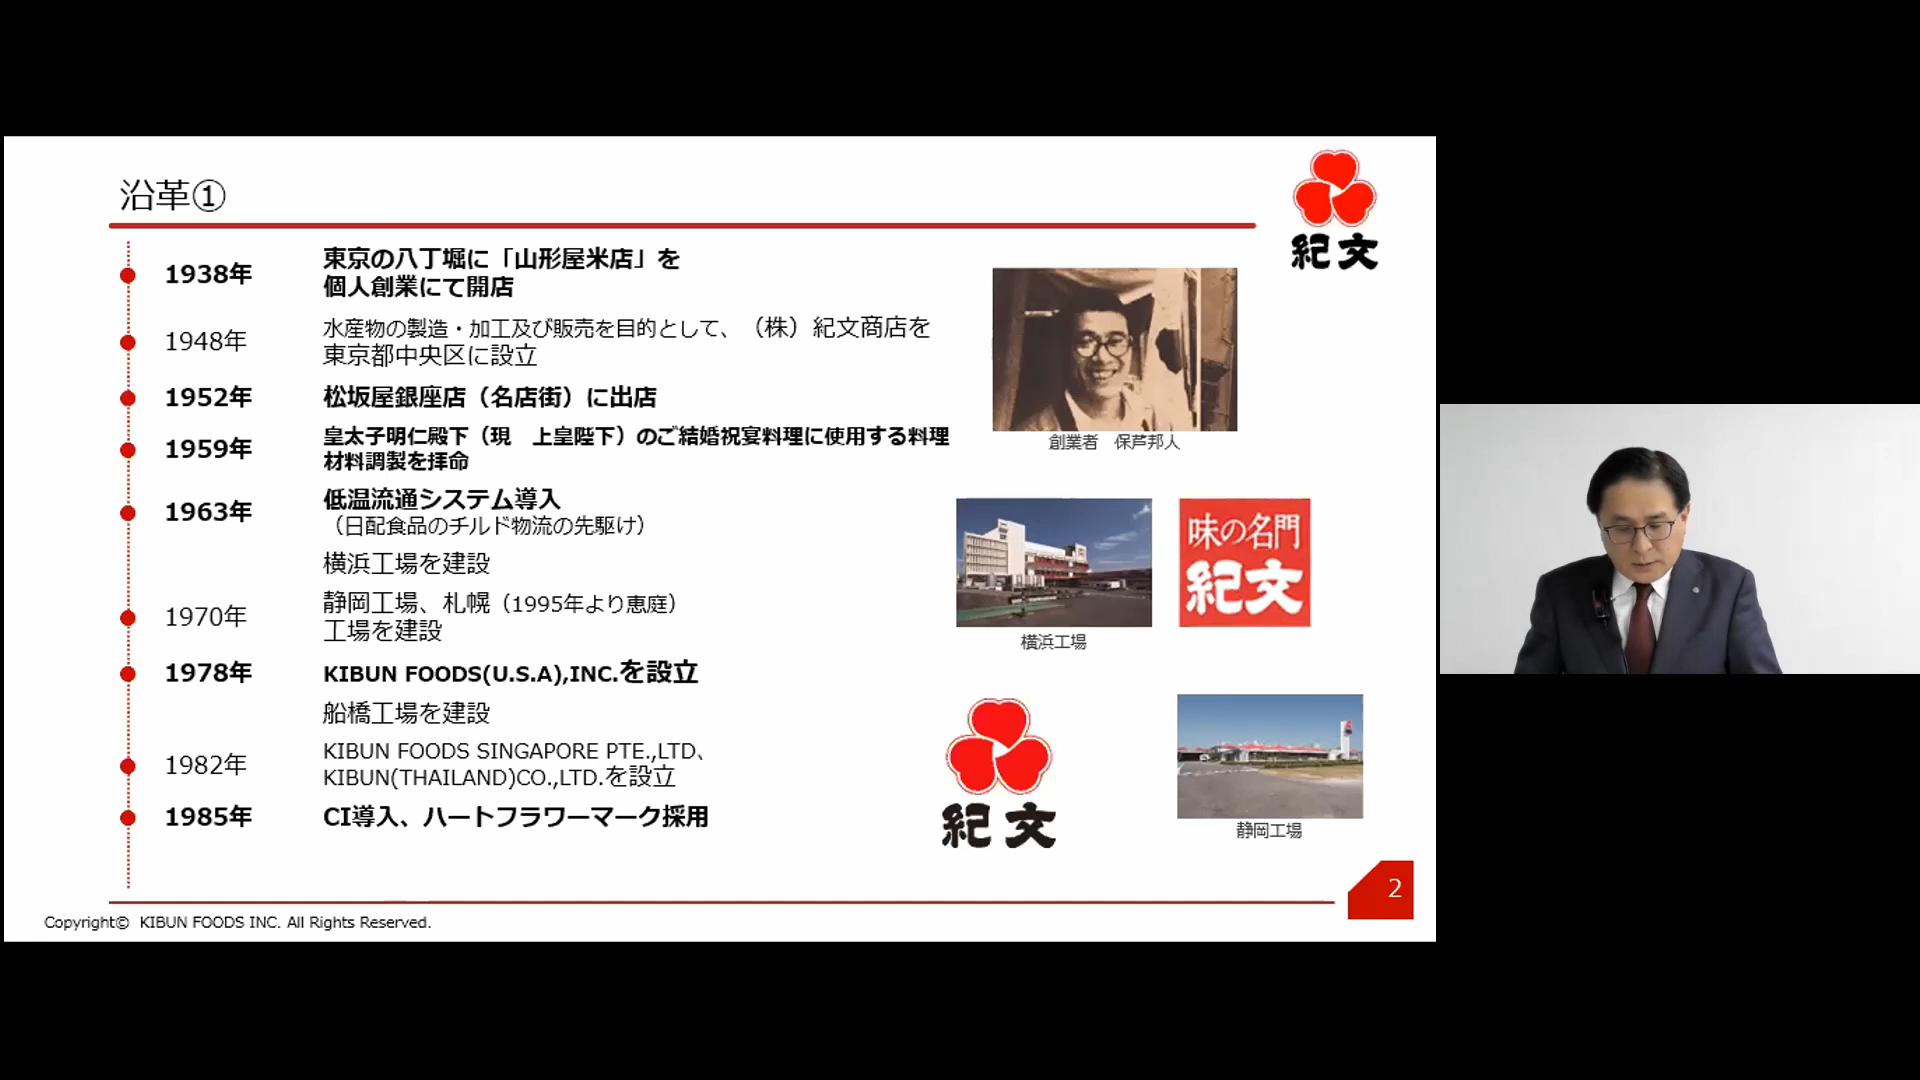 沿革①
紀文
1938年
東京の八丁堀に「山形屋米店」を
個人創業にて開店
1948年
水産物の製造・加工及び販売を目的として、（株）紀文商店を
東京都中央区に設立
1952年
松坂屋銀座店（名店街）に出店
1959年
皇太子明仁殿下（現　上皇陛下）のご結婚祝宴料理に使用する料理
材料調製を拝命
1963年
低温流通システム導入
（日配食品のチルド物流の先駆け）
横浜工場を建設
1970年
静岡工場、札幌（1995年より恵庭）
工場を建設
1978年
KIBUN FOODS(U.S.A),INC.を設立
船橋工場を建設
1982年
KIBUN FOODS SINGAPORE PTE.,LTD、
KIBUN(THAILAND)CO.,LTD.を設立
1985年
CI導入、ハートフラワーマーク採用
創業者　保芦邦人
横浜工場
味の名門
紀文
紀文
静岡工場
2
Copyright©　KIBUN FOODS INC. All Rights Reserved.